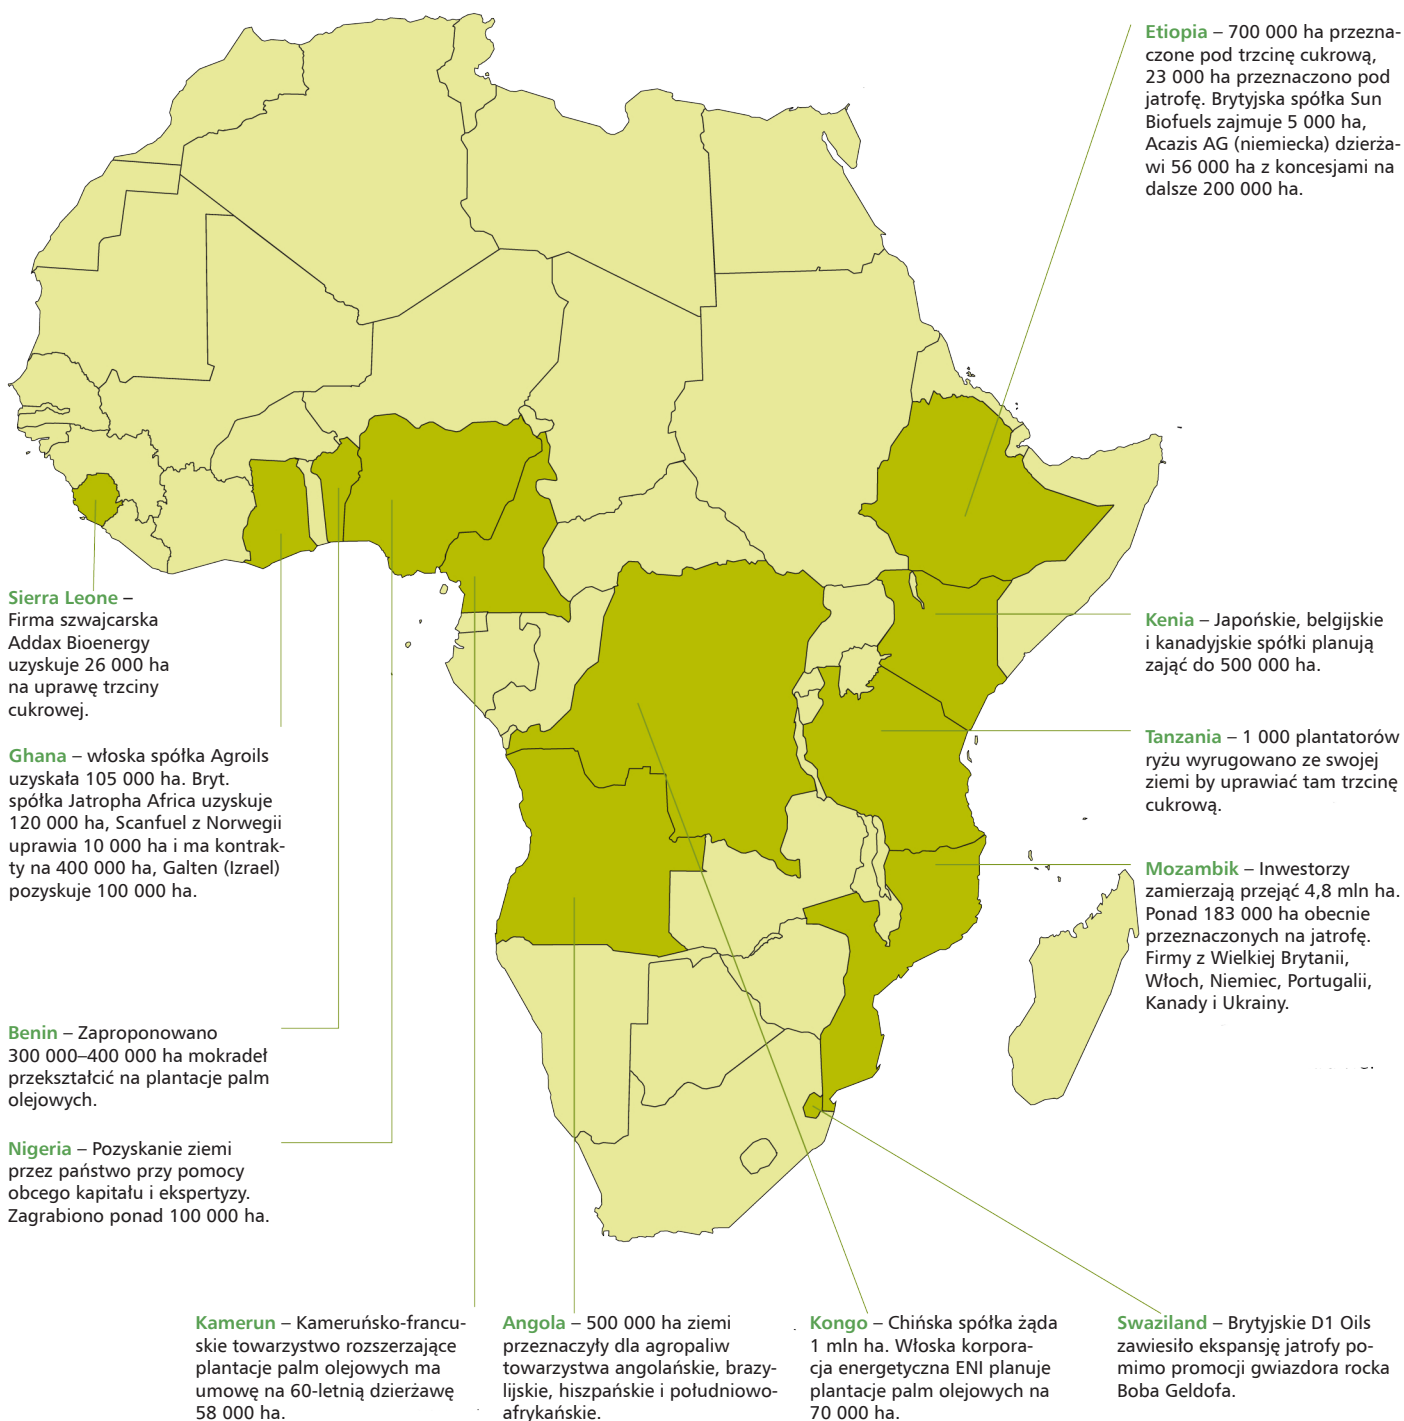 Etiopia – 700 000 ha przezna-
czone pod trzcinę cukrową,
23 000 ha przeznaczono pod
jatrofę. Brytyjska spółka Sun
Biofuels zajmuje 5 000 ha,
Acazis AG (niemiecka) dzierża-
wi 56 000 ha z koncesjami na
dalsze 200 000 ha.
Sierra Leone –
Firma szwajcarska
Addax Bioenergy
uzyskuje 26 000 ha
na uprawę trzciny
cukrowej.
Kenia – Japońskie, belgijskie
i kanadyjskie spółki planują
zająć do 500 000 ha.
Ghana – włoska spółka Agroils
uzyskała 105 000 ha. Bryt.
spółka Jatropha Africa uzyskuje
120 000 ha, Scanfuel z Norwegii
uprawia 10 000 ha i ma kontrak-
ty na 400 000 ha, Galten (Izrael)
pozyskuje 100 000 ha.
Tanzania – 1 000 plantatorów
ryżu wyrugowano ze swojej
ziemi by uprawiać tam trzcinę
cukrową.
Mozambik – Inwestorzy
zamierzają przejąć 4,8 mln ha.
Ponad 183 000 ha obecnie
przeznaczonych na jatrofę.
Firmy z Wielkiej Brytanii,
Włoch, Niemiec, Portugalii,
Kanady i Ukrainy.
Benin – Zaproponowano
300 000–400 000 ha mokradeł
przekształcić na plantacje palm
olejowych.
Nigeria – Pozyskanie ziemi
przez państwo przy pomocy
obcego kapitału i ekspertyzy.
Zagrabiono ponad 100 000 ha.
Kamerun – Kameruńsko-francu-
skie towarzystwo rozszerzające
plantacje palm olejowych ma
umowę na 60-letnią dzierżawę
58 000 ha.
Angola – 500 000 ha ziemi
przeznaczyły dla agropaliw
towarzystwa angolańskie, brazy-
lijskie, hiszpańskie i południowo-
afrykańskie.
Kongo – Chińska spółka żąda
1 mln ha. Włoska korpora-
cja energetyczna ENI planuje
plantacje palm olejowych na
70 000 ha.
Swaziland – Brytyjskie D1 Oils
zawiesiło ekspansję jatrofy po-
mimo promocji gwiazdora rocka
Boba Geldofa.